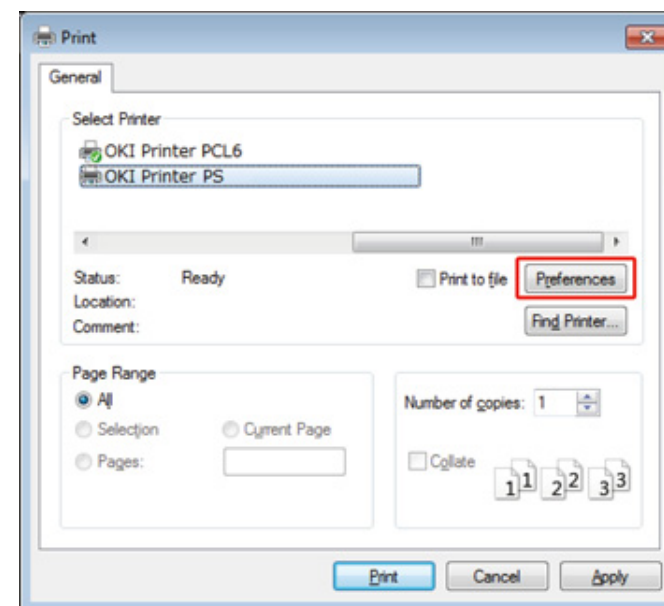 Print
General
Select Printer
OKI Printer PCL6
OKI Printer PS
Status: Ready
Print to file
Preferences
Location:
Comment:
Find Printer...
Page Range
All
Selection
Current Page
Pages:
Number of copies: 1
Collate
1 1 2 2 3 3
Print
Cancel
Apply